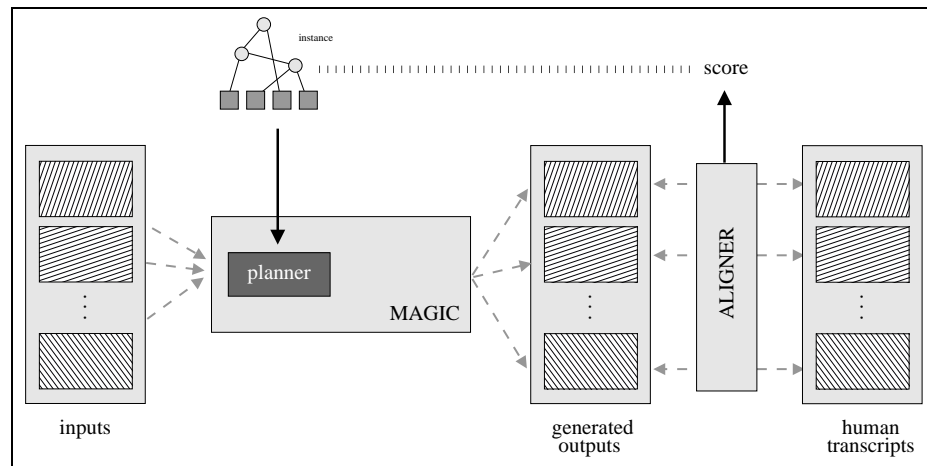 instance
score
planner
MAGIC
ALIGNER
inputs
generated
outputs
human
transcripts